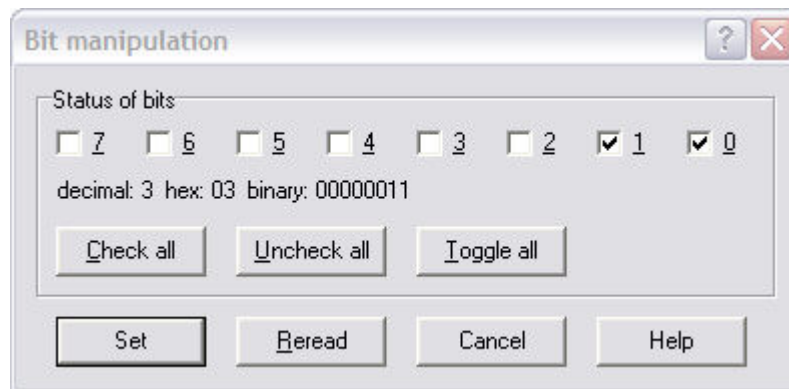 Bit manipulation
?
Status of bits
7 6 5 4 3 2 1 0
decimal: 3 hex: 03 binary: 00000011
Check all Uncheck all Toggle all
Set Reread Cancel Help